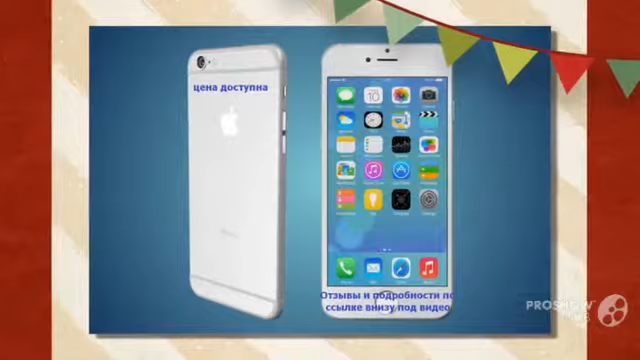 цена доступна
Отзывы и подробности по
ссылке внизу под видео
PROSHOW